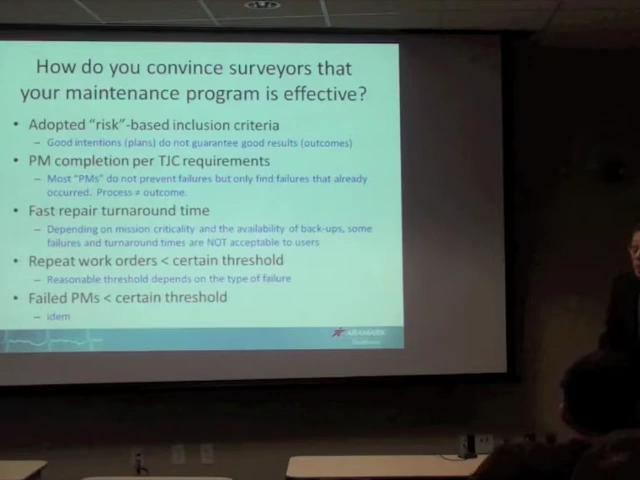 How do you convince surveyors that
your maintenance program is effective?
• Adopted "risk"-based inclusion criteria
– Good intentions (plans) do not guarantee good results (outcomes)
• PM completion per TJC requirements
– Most "PMs" do not prevent failures but only find failures that already
occurred. Process ≠ outcome.
• Fast repair turnaround time
– Depending on mission criticality and the availability of back-ups, some
failures and turnaround times are NOT acceptable to users
• Repeat work orders < certain threshold
– Reasonable threshold depends on the type of failure
• Failed PMs < certain threshold
– idem
ARAMARK
Healthcare